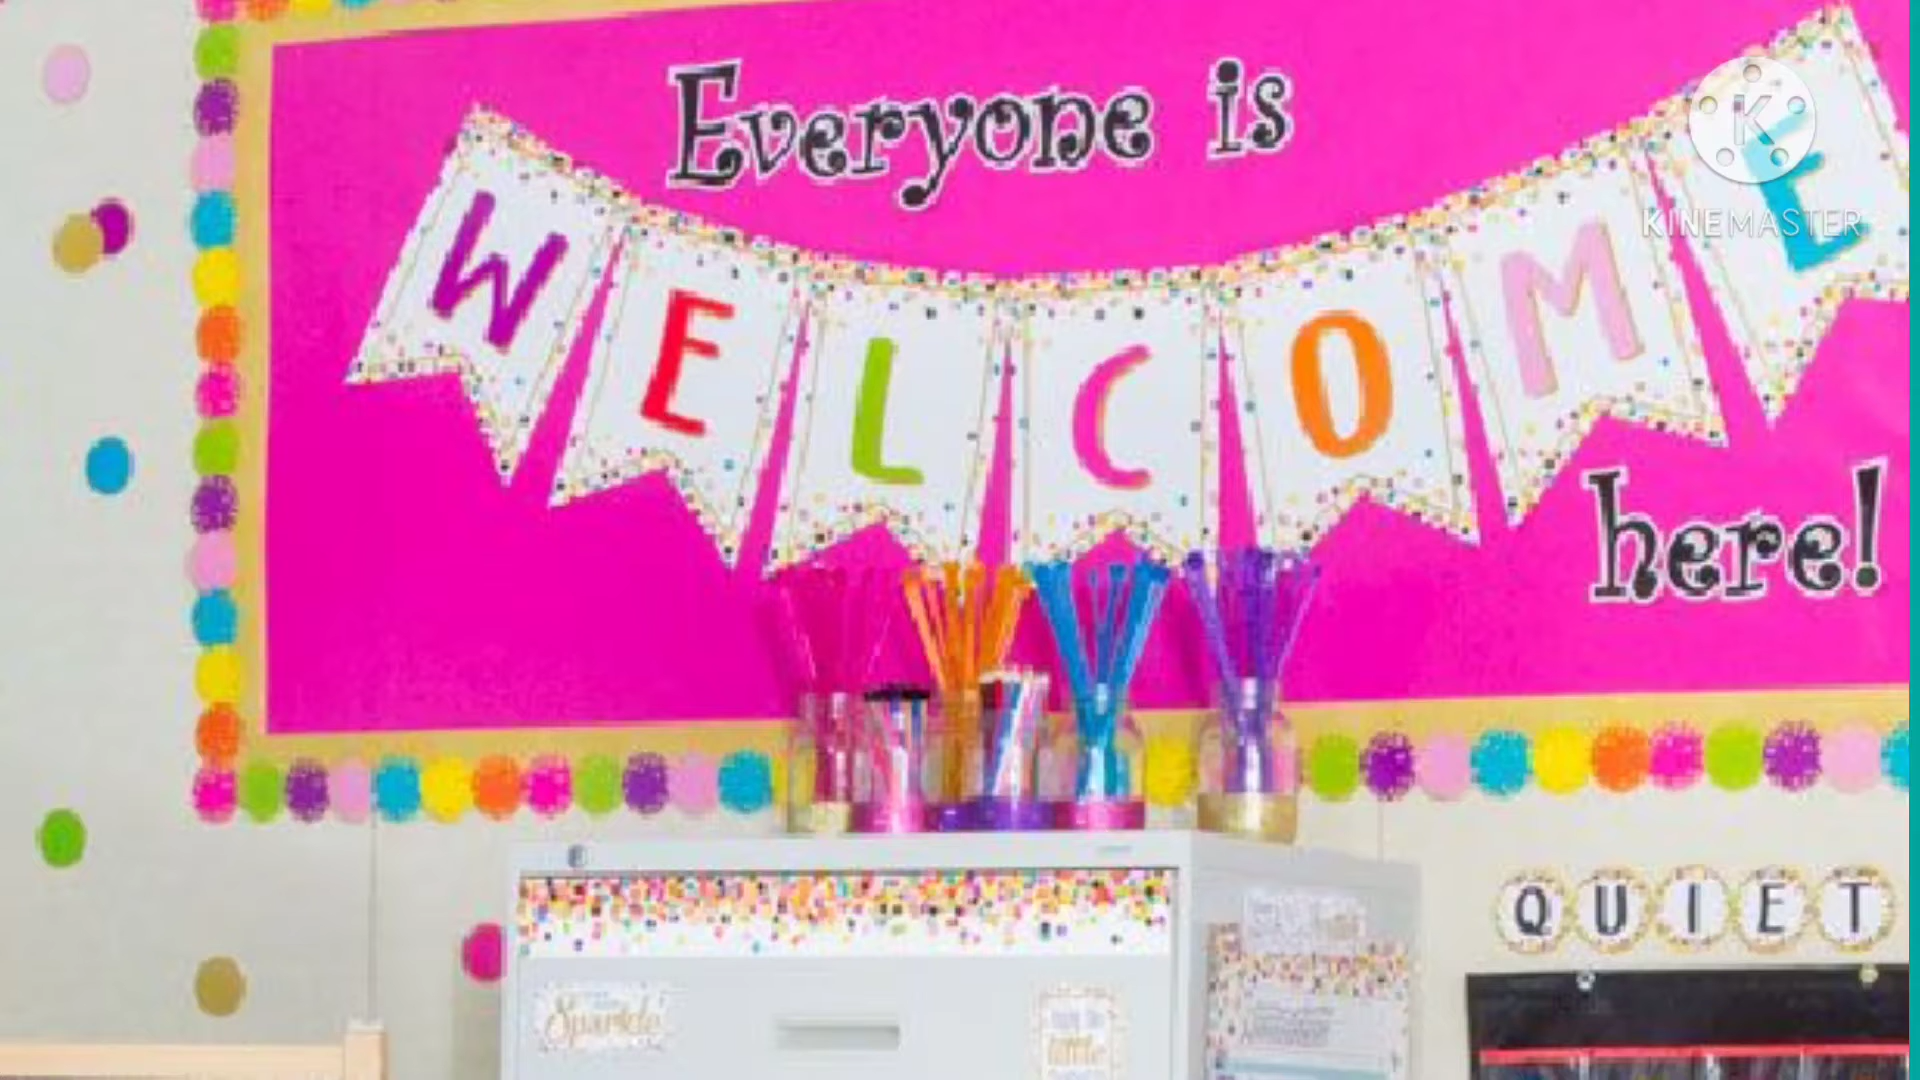 Everyone is
WELCOME
here!
K
KINEMASTER
QUIET
Sparkle